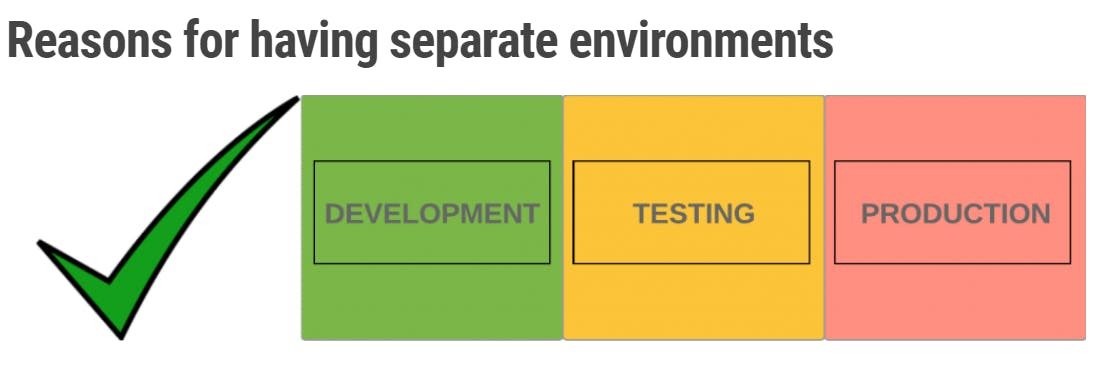 Reasons for having separate environments
DEVELOPMENT
TESTING
PRODUCTION